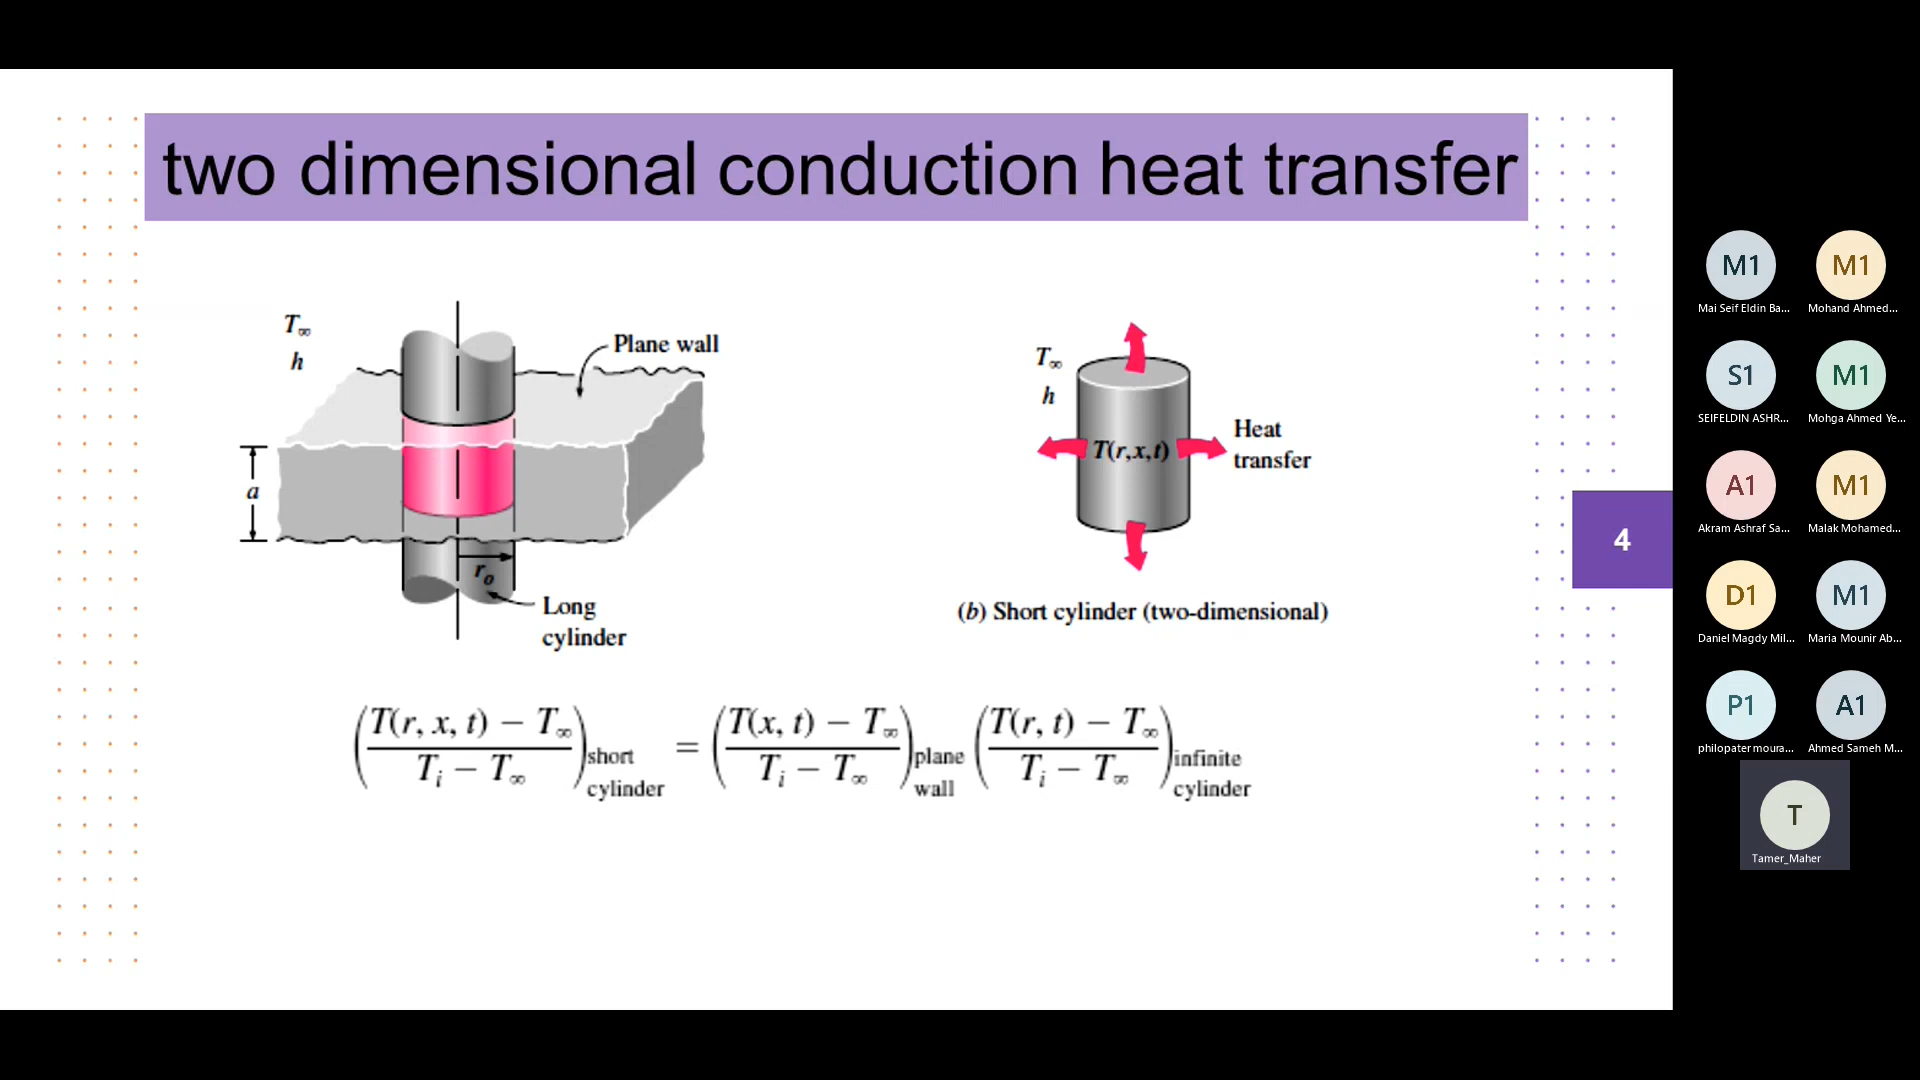 two dimensional conduction heat transfer
T∞
h
Plane wall
a
r₀
Long
cylinder
T∞
h
T(r,x,t)
Heat
transfer
(b) Short cylinder (two-dimensional)
(T(r, x, t) − T∞ / Tᵢ − T∞) short cylinder = (T(x, t) − T∞ / Tᵢ − T∞) plane wall (T(r, t) − T∞ / Tᵢ − T∞) infinite cylinder
4
M1 M1
Mai Seif Eldin Ba... Mohand Ahmed...
S1 M1
SEIFELDIN ASHR... Mohga Ahmed Ye...
A1 M1
Akram Ashraf Sa... Malak Mohamed...
D1 M1
Daniel Magdy Mil... Maria Mounir Ab...
P1 A1
philopater moura... Ahmed Sameh M...
T
Tamer_Maher